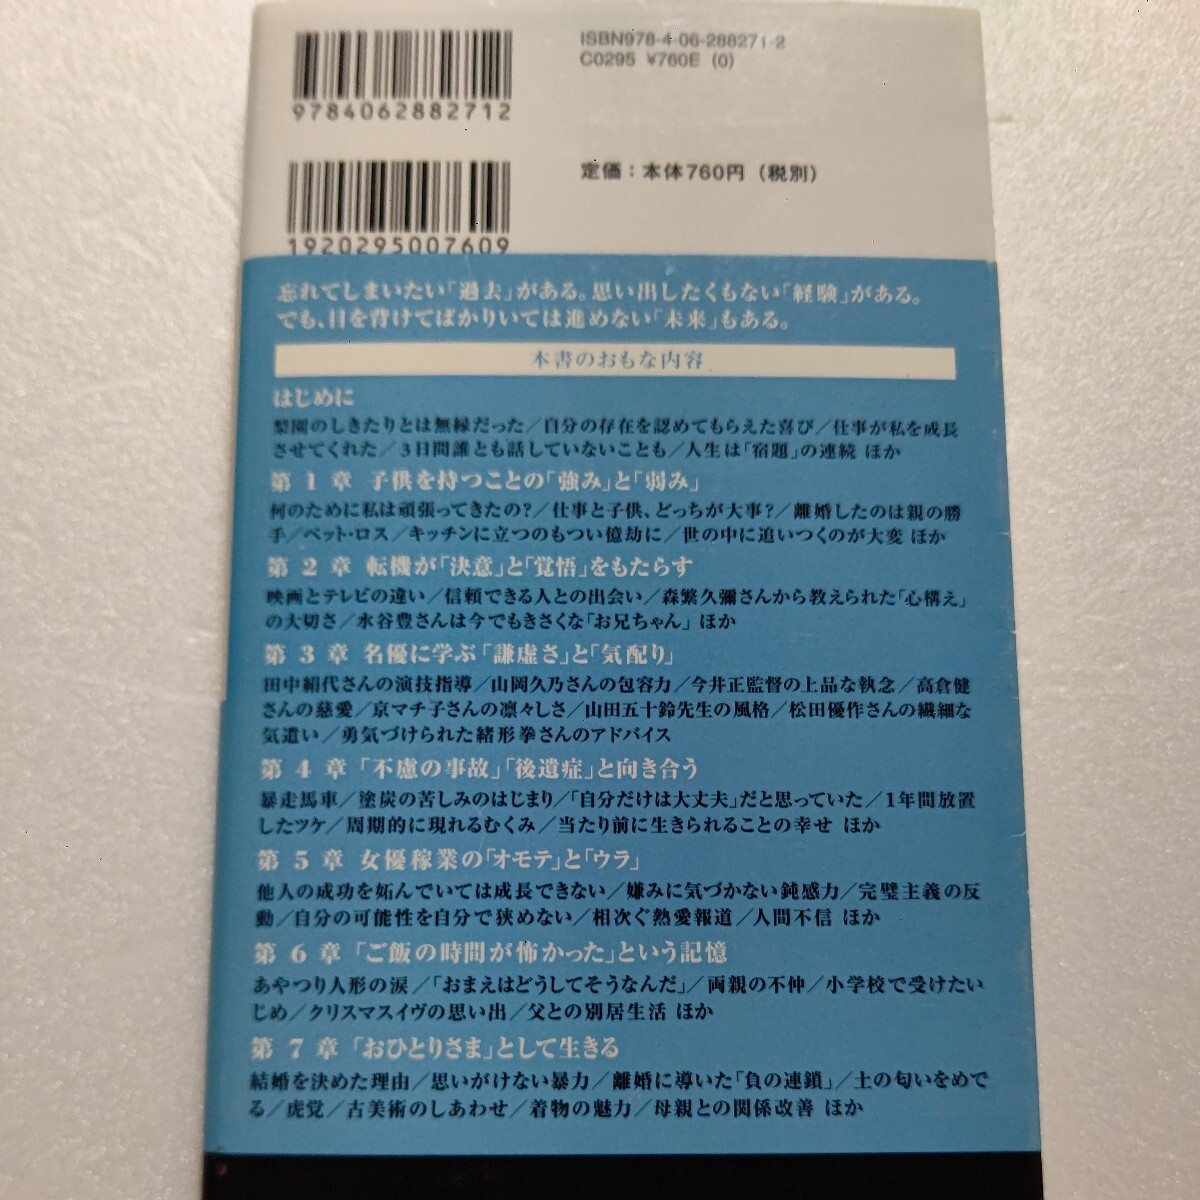 ISBN978-4-06-288271-2
C0295 ¥760E (0)
9784062882712
定価：本体760円（税別）
1920295007609
忘れてしまいたい「過去」がある。思い出したくもない「経験」がある。
でも、目を背けてばかりいては進めない「未来」もある。
本書のおもな内容
はじめに
梨園のしきたりとは無縁だった／自分の存在を認めてもらえた喜び／仕事が私を成長
させてくれた／3日間誰とも話していないことも／人生は「宿題」の連続 ほか
第1章 子供を持つことの「強み」と「弱み」
何のために私は頑張ってきたの？／仕事と子供、どっちが大事？／離婚したのは親の勝
手／ペット・ロス／キッチンに立つのもつい億劫に／世の中に追いつくのが大変 ほか
第2章 転機が「決意」と「覚悟」をもたらす
映画とテレビの違い／信頼できる人との出会い／森繁久彌さんから教えられた「心構え」
の大切さ／水谷豊さんは今でもきさくな「お兄ちゃん」 ほか
第3章 名優に学ぶ「謙虚さ」と「気配り」
田中絹代さんの演技指導／山岡久乃さんの包容力／今井正監督の上品な執念／高倉健
さんの慈愛／京マチ子さんの凛々しさ／山田五十鈴先生の風格／松田優作さんの繊細な
気遣い／勇気づけられた緒形拳さんのアドバイス
第4章 「不慮の事故」「後遺症」と向き合う
暴走馬車／塗炭の苦しみのはじまり／「自分だけは大丈夫」だと思っていた／1年間放置
したツケ／周期的に現れるむくみ／当たり前に生きられることの幸せ ほか
第5章 女優稼業の「オモテ」と「ウラ」
他人の成功を妬んでいては成長できない／嫌みに気づかない鈍感力／完璧主義の反
動／自分の可能性を自分で狭めない／相次ぐ熱愛報道／人間不信 ほか
第6章 「ご飯の時間が怖かった」という記憶
あやつり人形の涙／「おまえはどうしてそうなんだ」／両親の不仲／小学校で受けたい
じめ／クリスマスイヴの思い出／父との別居生活 ほか
第7章 「おひとりさま」として生きる
結婚を決めた理由／思いがけない暴力／離婚に導いた「負の連鎖」／土の匂いをめで
る／虎党／古美術のしあわせ／着物の魅力／母親との関係改善 ほか